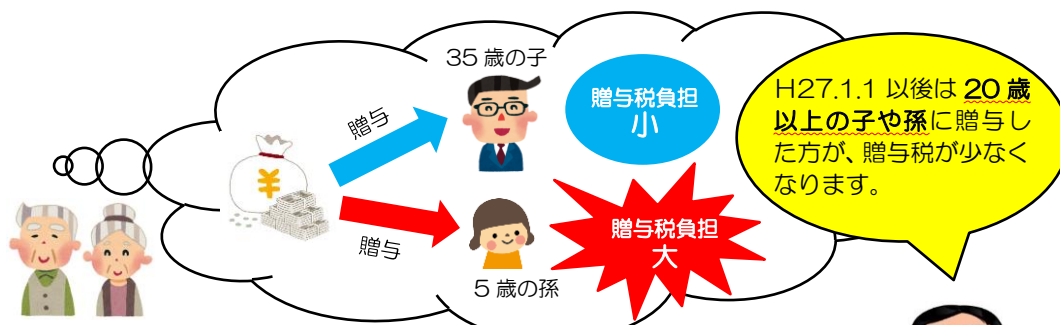 35 歳の子
贈与
贈与税負担
小
H27.1.1 以後は 20 歳
以上の子や孫に贈与し
た方が、贈与税が少なく
なります。
¥
贈与
贈与税負担
大
5 歳の孫